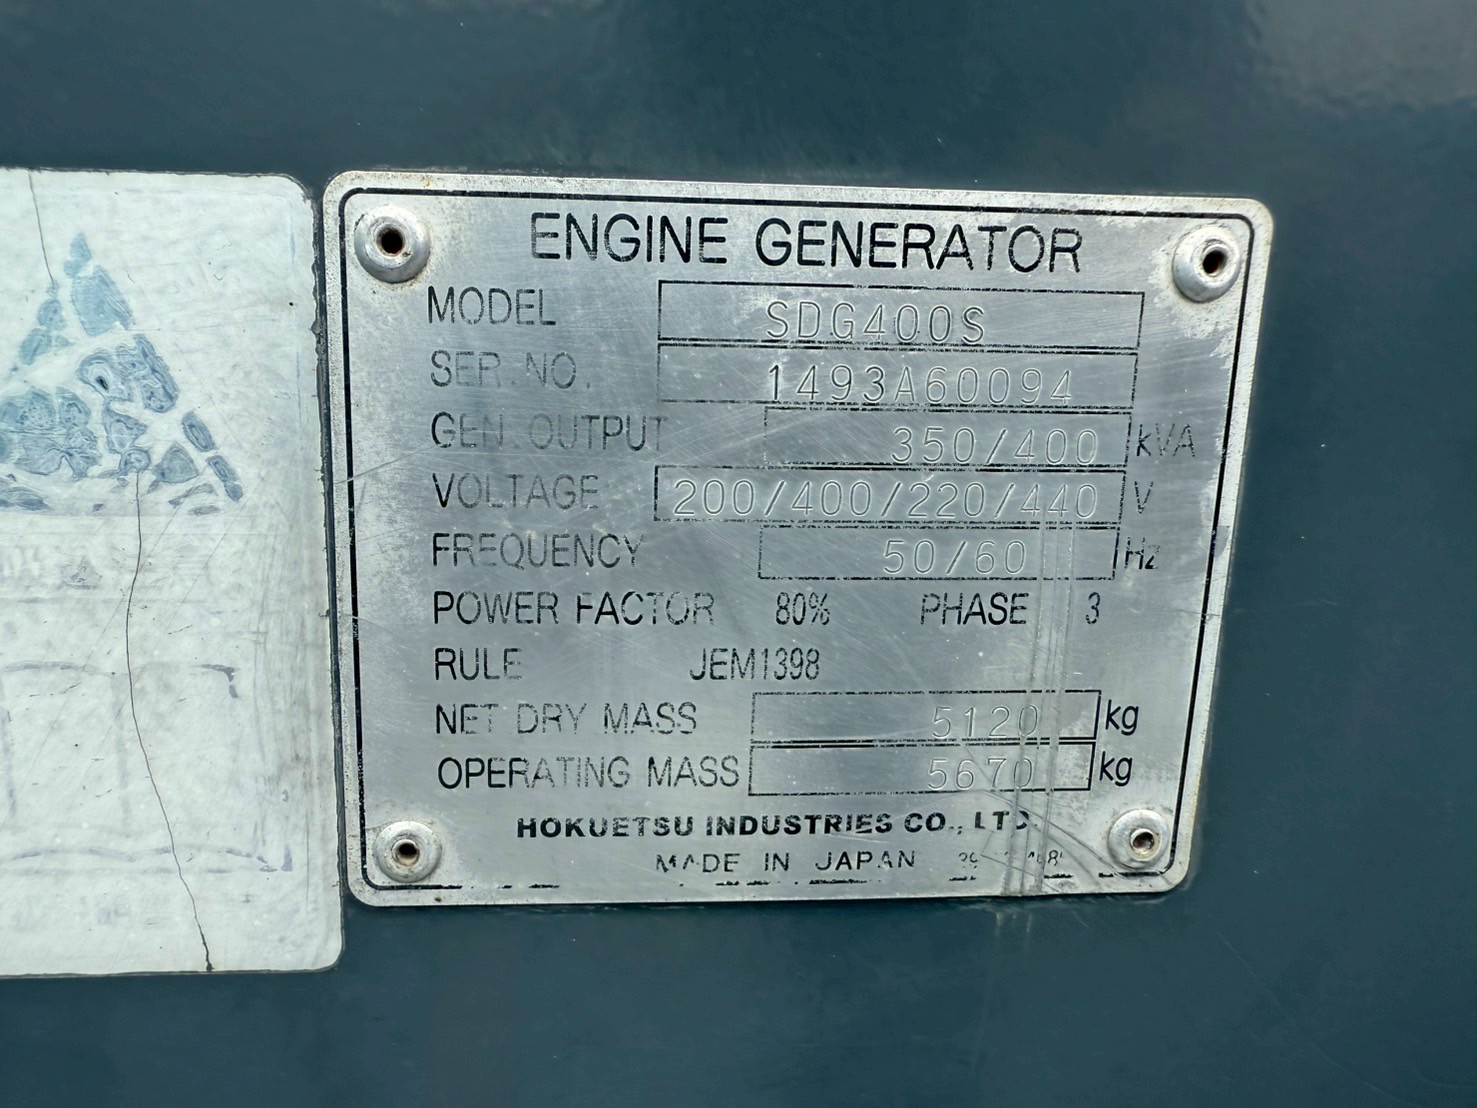 ENGINE GENERATOR
MODEL SDG400S
SER.NO. 1493A60094
GEN.OUTPUT 350/400 kVA
VOLTAGE 200/400/220/440 V
FREQUENCY 50/60 Hz
POWER FACTOR 80% PHASE 3
RULE JEM1398
NET DRY MASS 5120 kg
OPERATING MASS 5670 kg
HOKUETSU INDUSTRIES CO., LTD.
MADE IN JAPAN